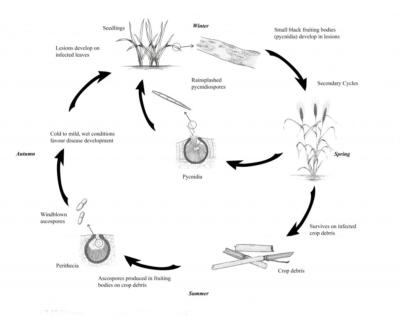 Winter
Seedlings
Small black fruiting bodies
(pycnidia) develop in lesions
Lesions develop on
infected leaves
Rainsplashed
pycnidiospores
Secondary Cycles
Cold to mild, wet conditions
favour disease development
Autumn
Spring
Pycnidia
Windblown
ascospores
Survives on infected
crop debris
Perithecia
Crop debris
Ascospores produced in fruiting
bodies on crop debris
Summer